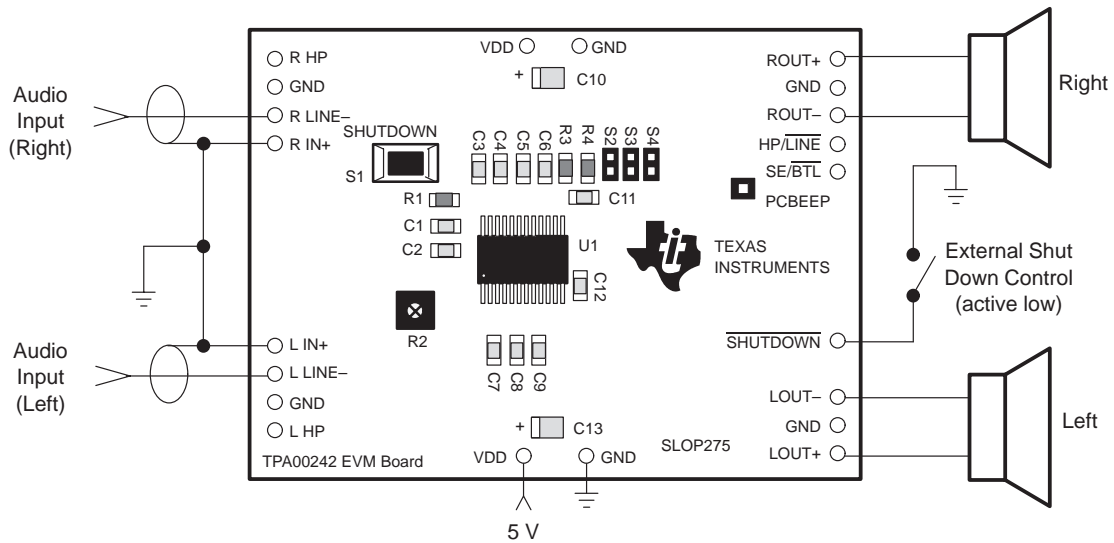 VDD
GND
R HP
GND
R LINE–
R IN+
+
C10
ROUT+
GND
ROUT–
HP/LINE
SE/BTL
Audio
Input
(Right)
Right
SHUTDOWN
S1
C3
C4
C5
C6
R3
R4
S2
S3
S4
R1
C11
PCBEEP
C1
C2
U1
C12
TEXAS
INSTRUMENTS
ti
External Shut
Down Control
(active low)
R2
SHUTDOWN
Audio
Input
(Left)
L IN+
L LINE–
GND
L HP
C7
C8
C9
LOUT–
GND
LOUT+
Left
+
C13
SLOP275
TPA00242 EVM Board
VDD
GND
5 V